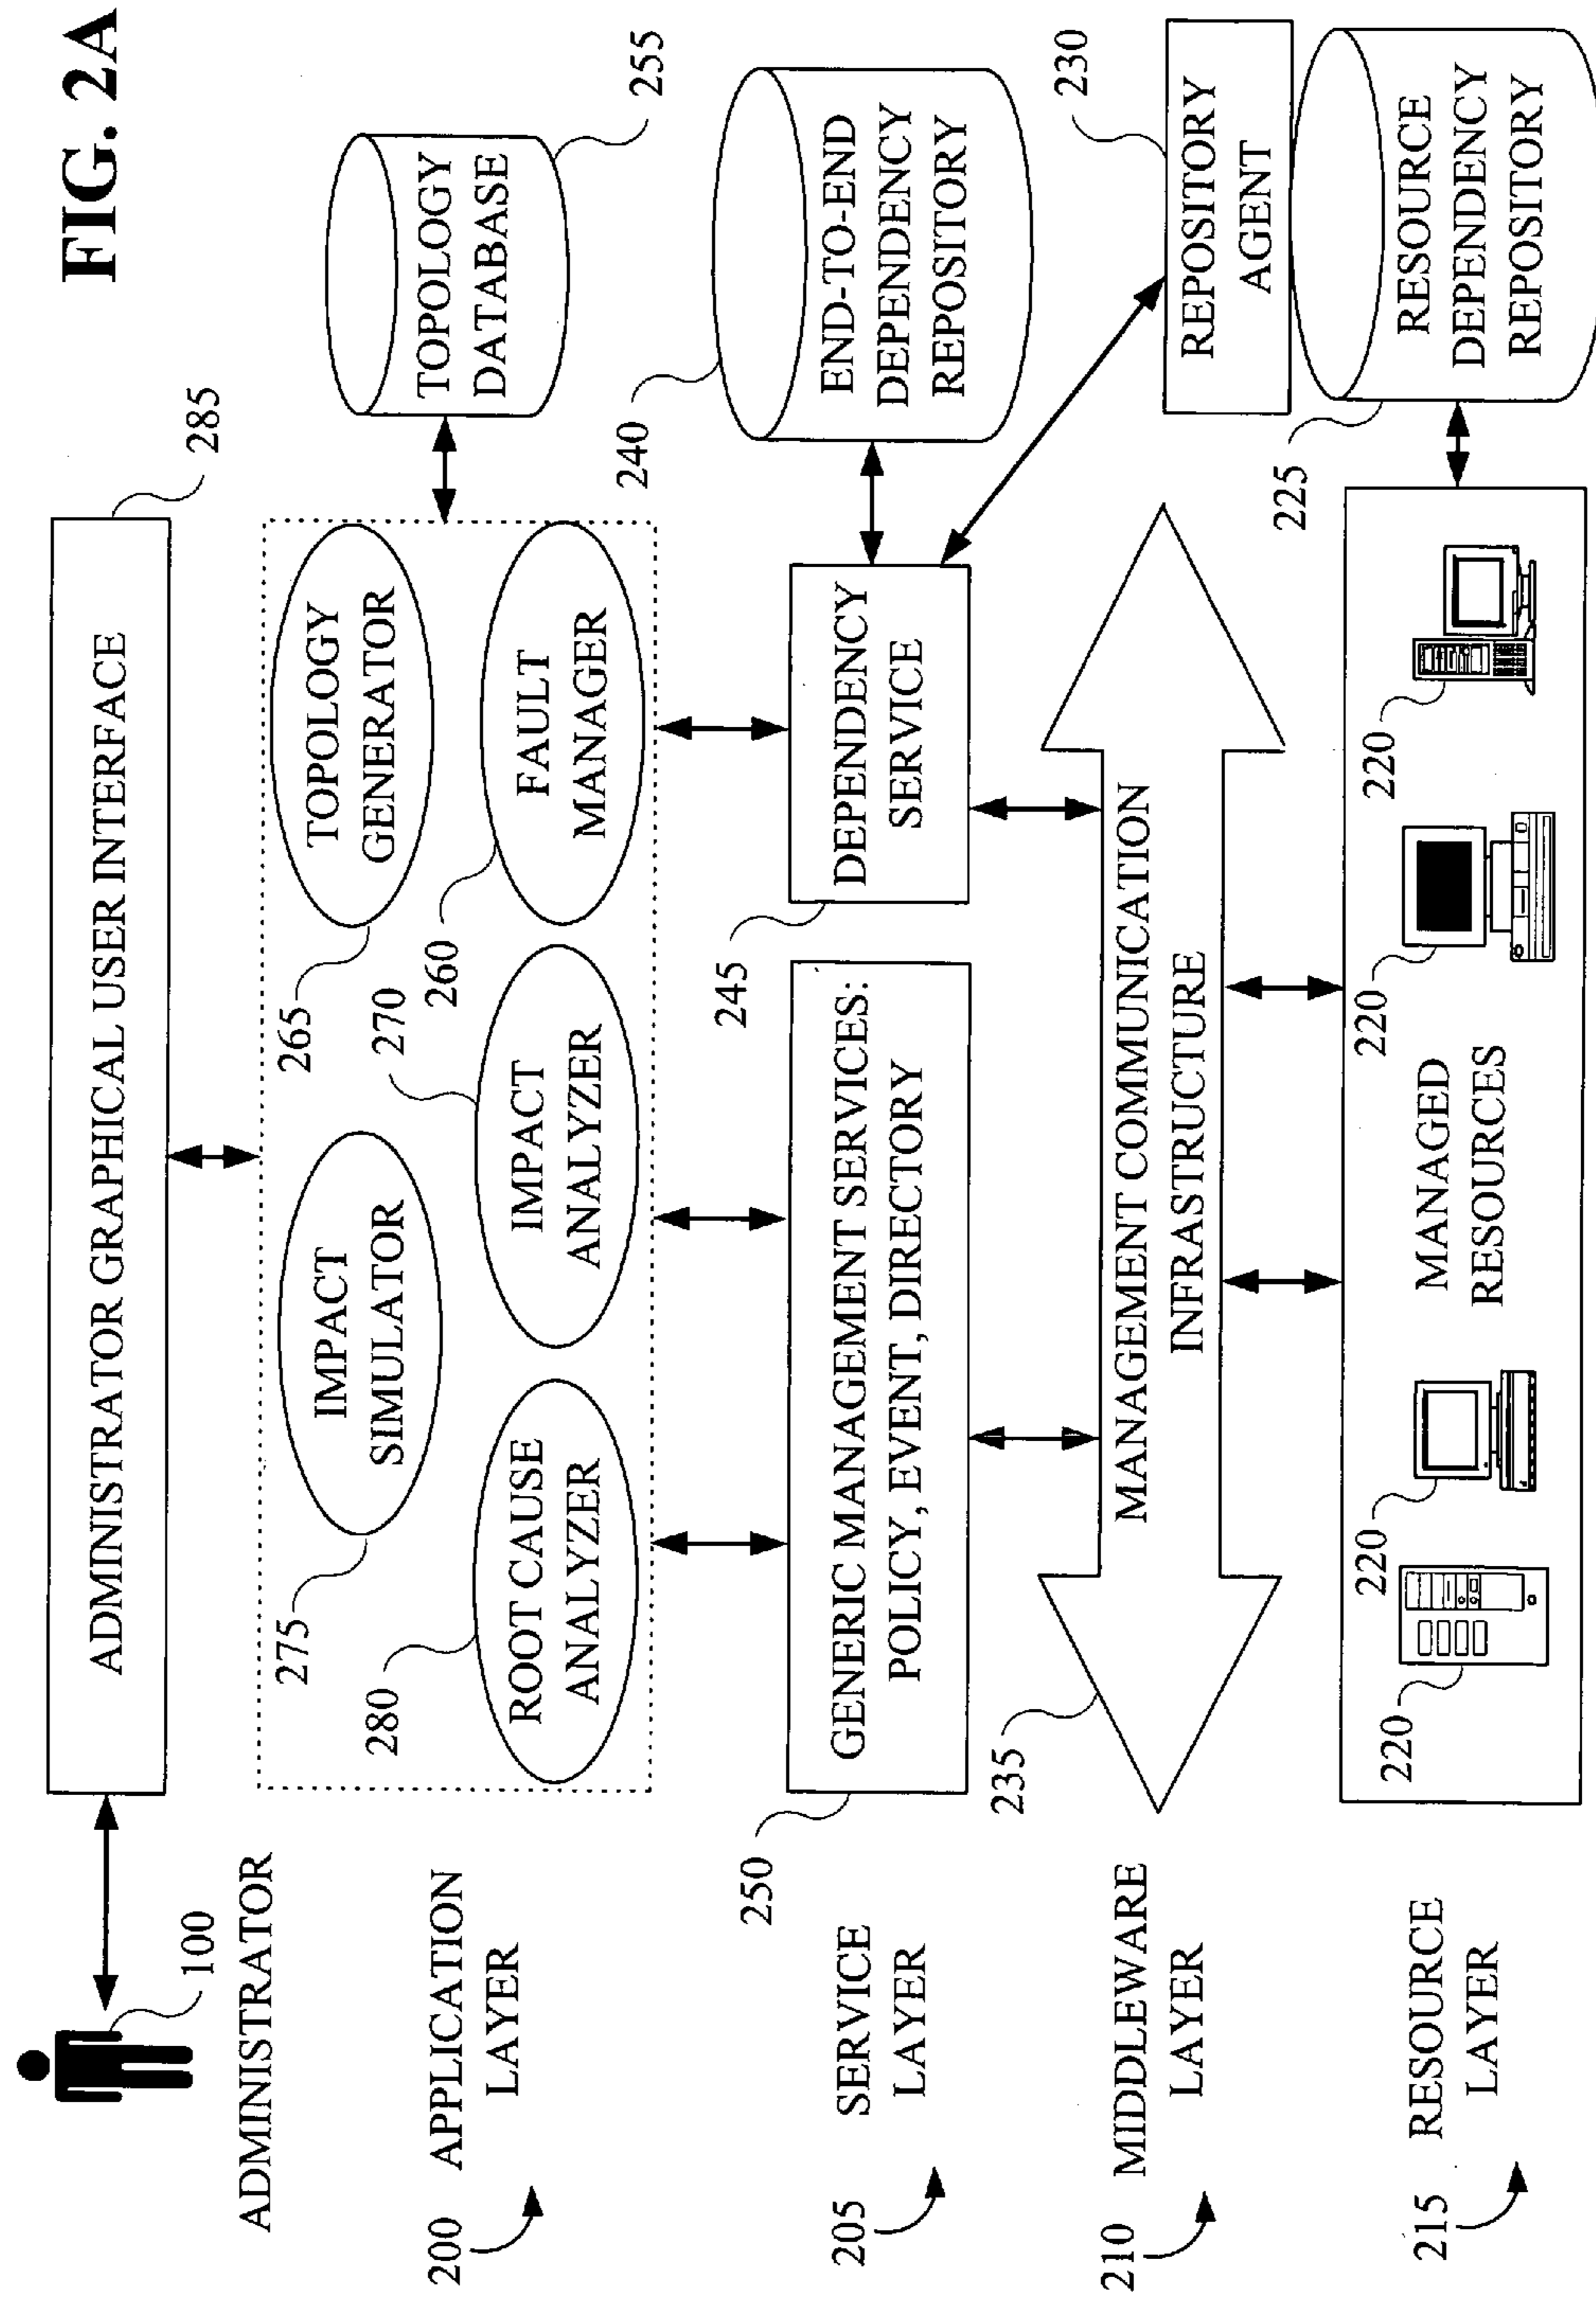 FIG. 2A
ADMINISTRATOR GRAPHICAL USER INTERFACE
285
100
ADMINISTRATOR
200
APPLICATION
LAYER
IMPACT
SIMULATOR
275
TOPOLOGY
GENERATOR
265
ROOT CAUSE
ANALYZER
280
IMPACT
ANALYZER
270
FAULT
MANAGER
260
TOPOLOGY
DATABASE
255
205
SERVICE
LAYER
250
GENERIC MANAGEMENT SERVICES:
POLICY, EVENT, DIRECTORY
245
DEPENDENCY
SERVICE
240
END-TO-END
DEPENDENCY
REPOSITORY
210
MIDDLEWARE
LAYER
235
MANAGEMENT COMMUNICATION
INFRASTRUCTURE
230
REPOSITORY
AGENT
215
RESOURCE
LAYER
220
220
MANAGED
RESOURCES
220
220
225
RESOURCE
DEPENDENCY
REPOSITORY